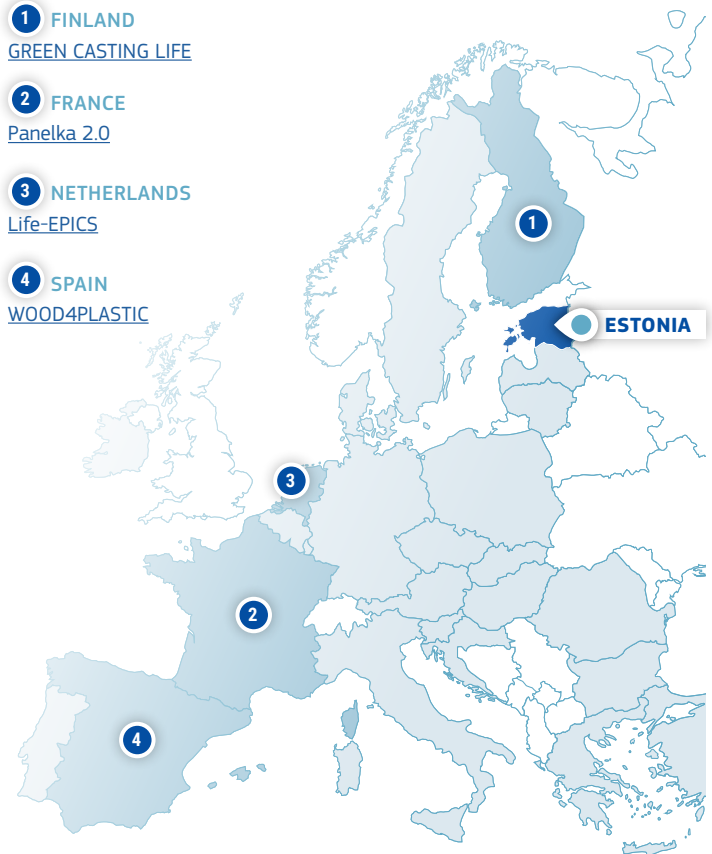 1 FINLAND
GREEN CASTING LIFE
2 FRANCE
Panelka 2.0
3 NETHERLANDS
Life-EPICS
4 SPAIN
WOOD4PLASTIC
1
ESTONIA
3
2
4